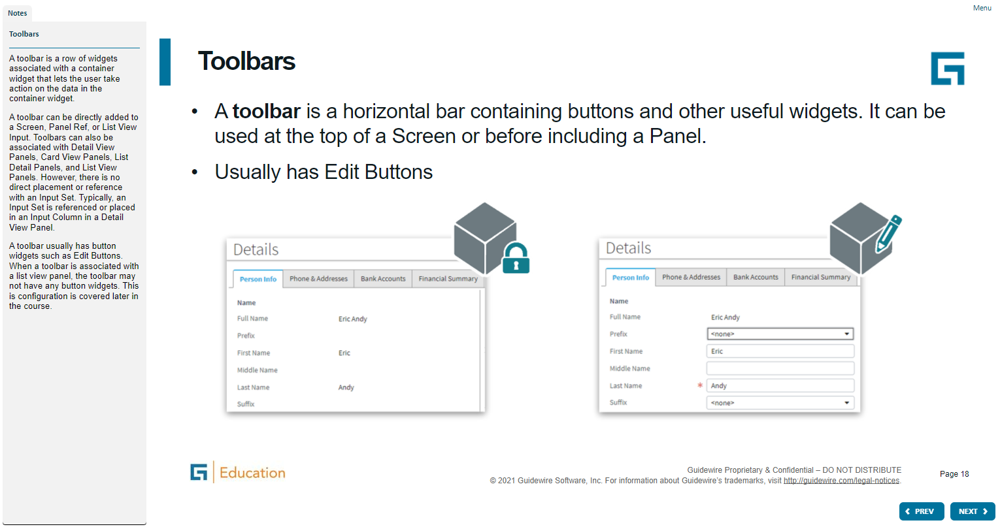 Notes
Menu
Toolbars
A toolbar is a row of widgets
associated with a container
widget that lets the user take
action on the data in the
container widget.
A toolbar can be directly added to
a Screen, Panel Ref, or List View
Input. Toolbars can also be
associated with Detail View
Panels, Card View Panels, List
Detail Panels, and List View
Panels. However, there is no
direct placement or reference
with an Input Set. Typically, an
Input Set is referenced or placed
in an Input Column in a Detail
View Panel.
A toolbar usually has button
widgets such as Edit Buttons.
When a toolbar is associated with
a list view panel, the toolbar may
not have any button widgets. This
is configuration is covered later in
the course.
Toolbars
• A toolbar is a horizontal bar containing buttons and other useful widgets. It can be
used at the top of a Screen or before including a Panel.
• Usually has Edit Buttons
Details
Person Info Phone & Addresses Bank Accounts Financial Summary
Name
Full Name Eric Andy
Prefix
First Name Eric
Middle Name
Last Name Andy
Suffix
Details
Person Info Phone & Addresses Bank Accounts Financial Summary
Name
Full Name Eric Andy
Prefix <none>
First Name Eric
Middle Name
Last Name * Andy
Suffix <none>
Education
Guidewire Proprietary & Confidential – DO NOT DISTRIBUTE
© 2021 Guidewire Software, Inc. For information about Guidewire's trademarks, visit http://guidewire.com/legal-notices.
Page 18
PREV
NEXT